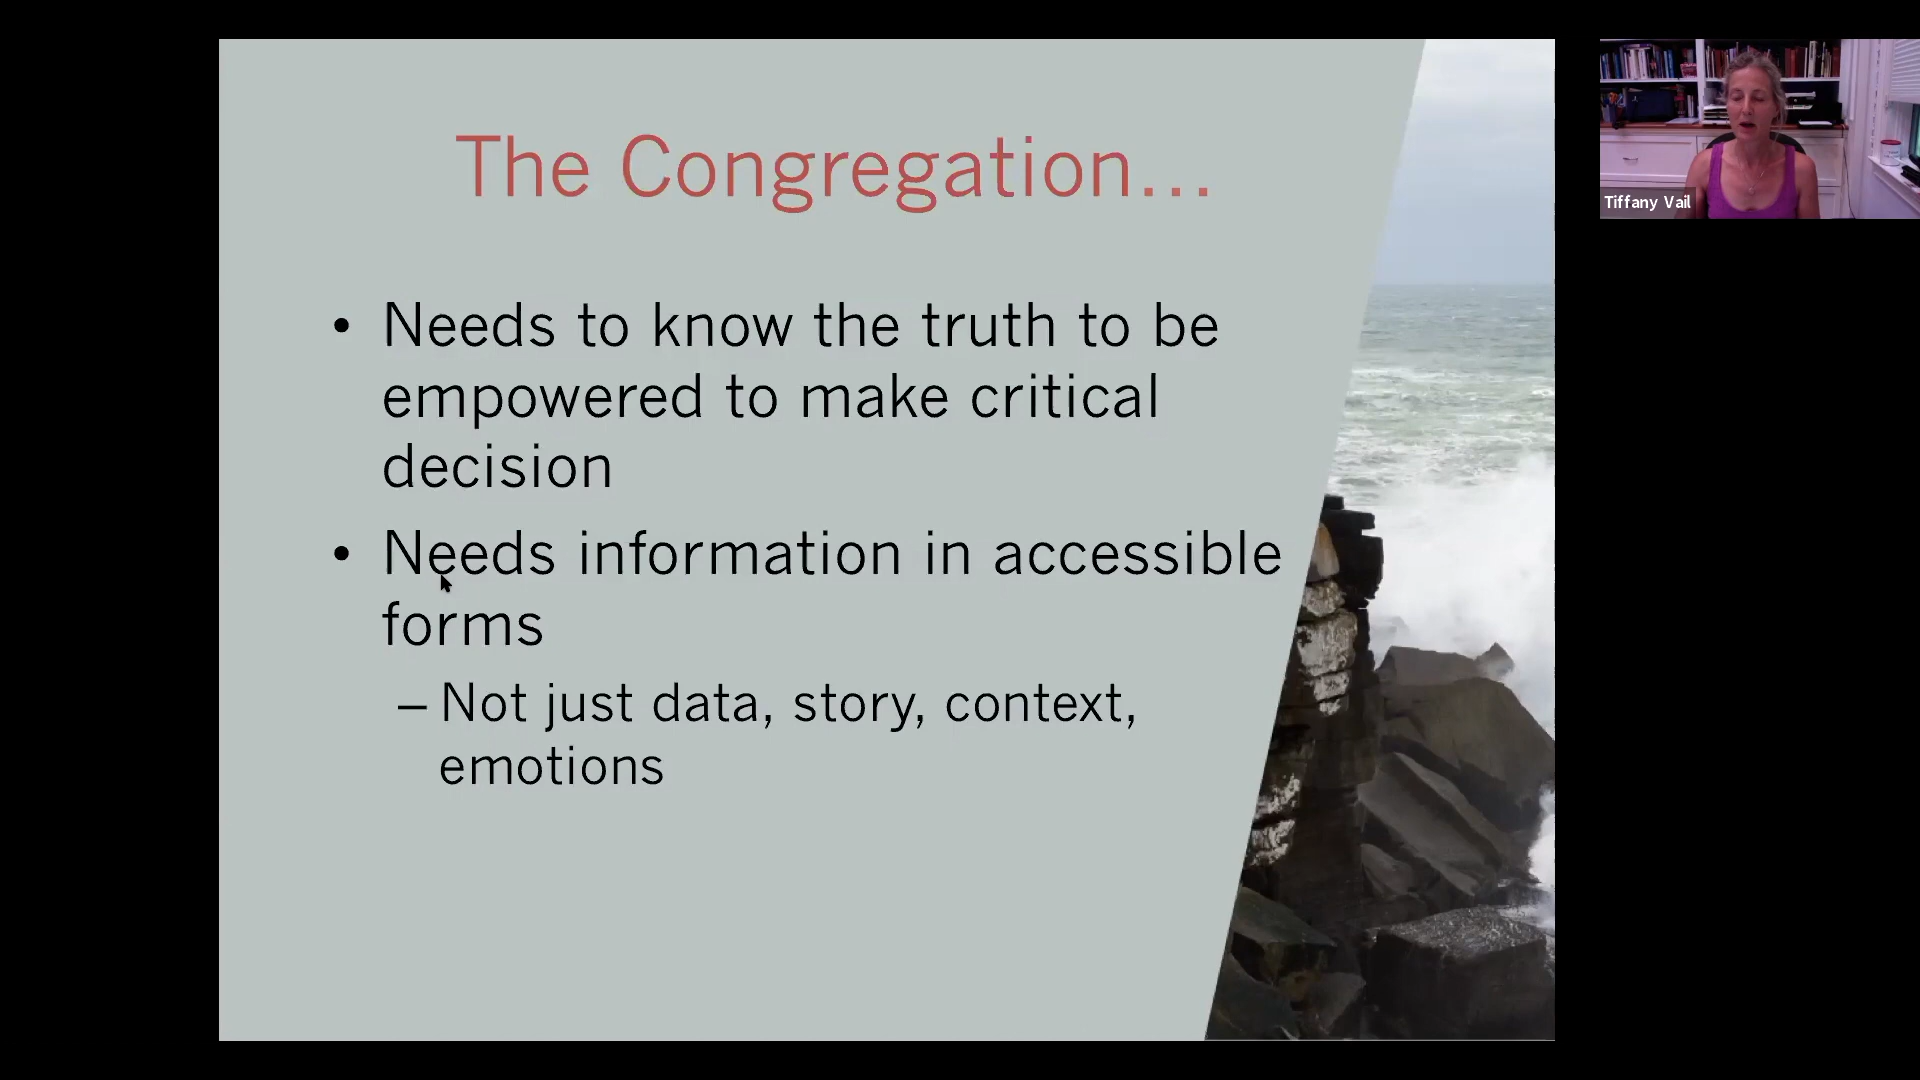 The Congregation...
• Needs to know the truth to be
empowered to make critical
decision
• Needs information in accessible
forms
– Not just data, story, context,
emotions
Tiffany Vail